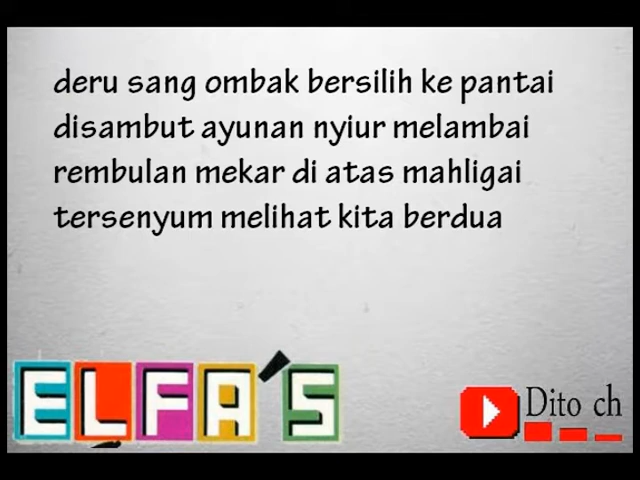 deru sang ombak bersilih ke pantai
disambut ayunan nyiur melambai
rembulan mekar di atas mahligai
tersenyum melihat kita berdua
ELFA'S
Dito ch